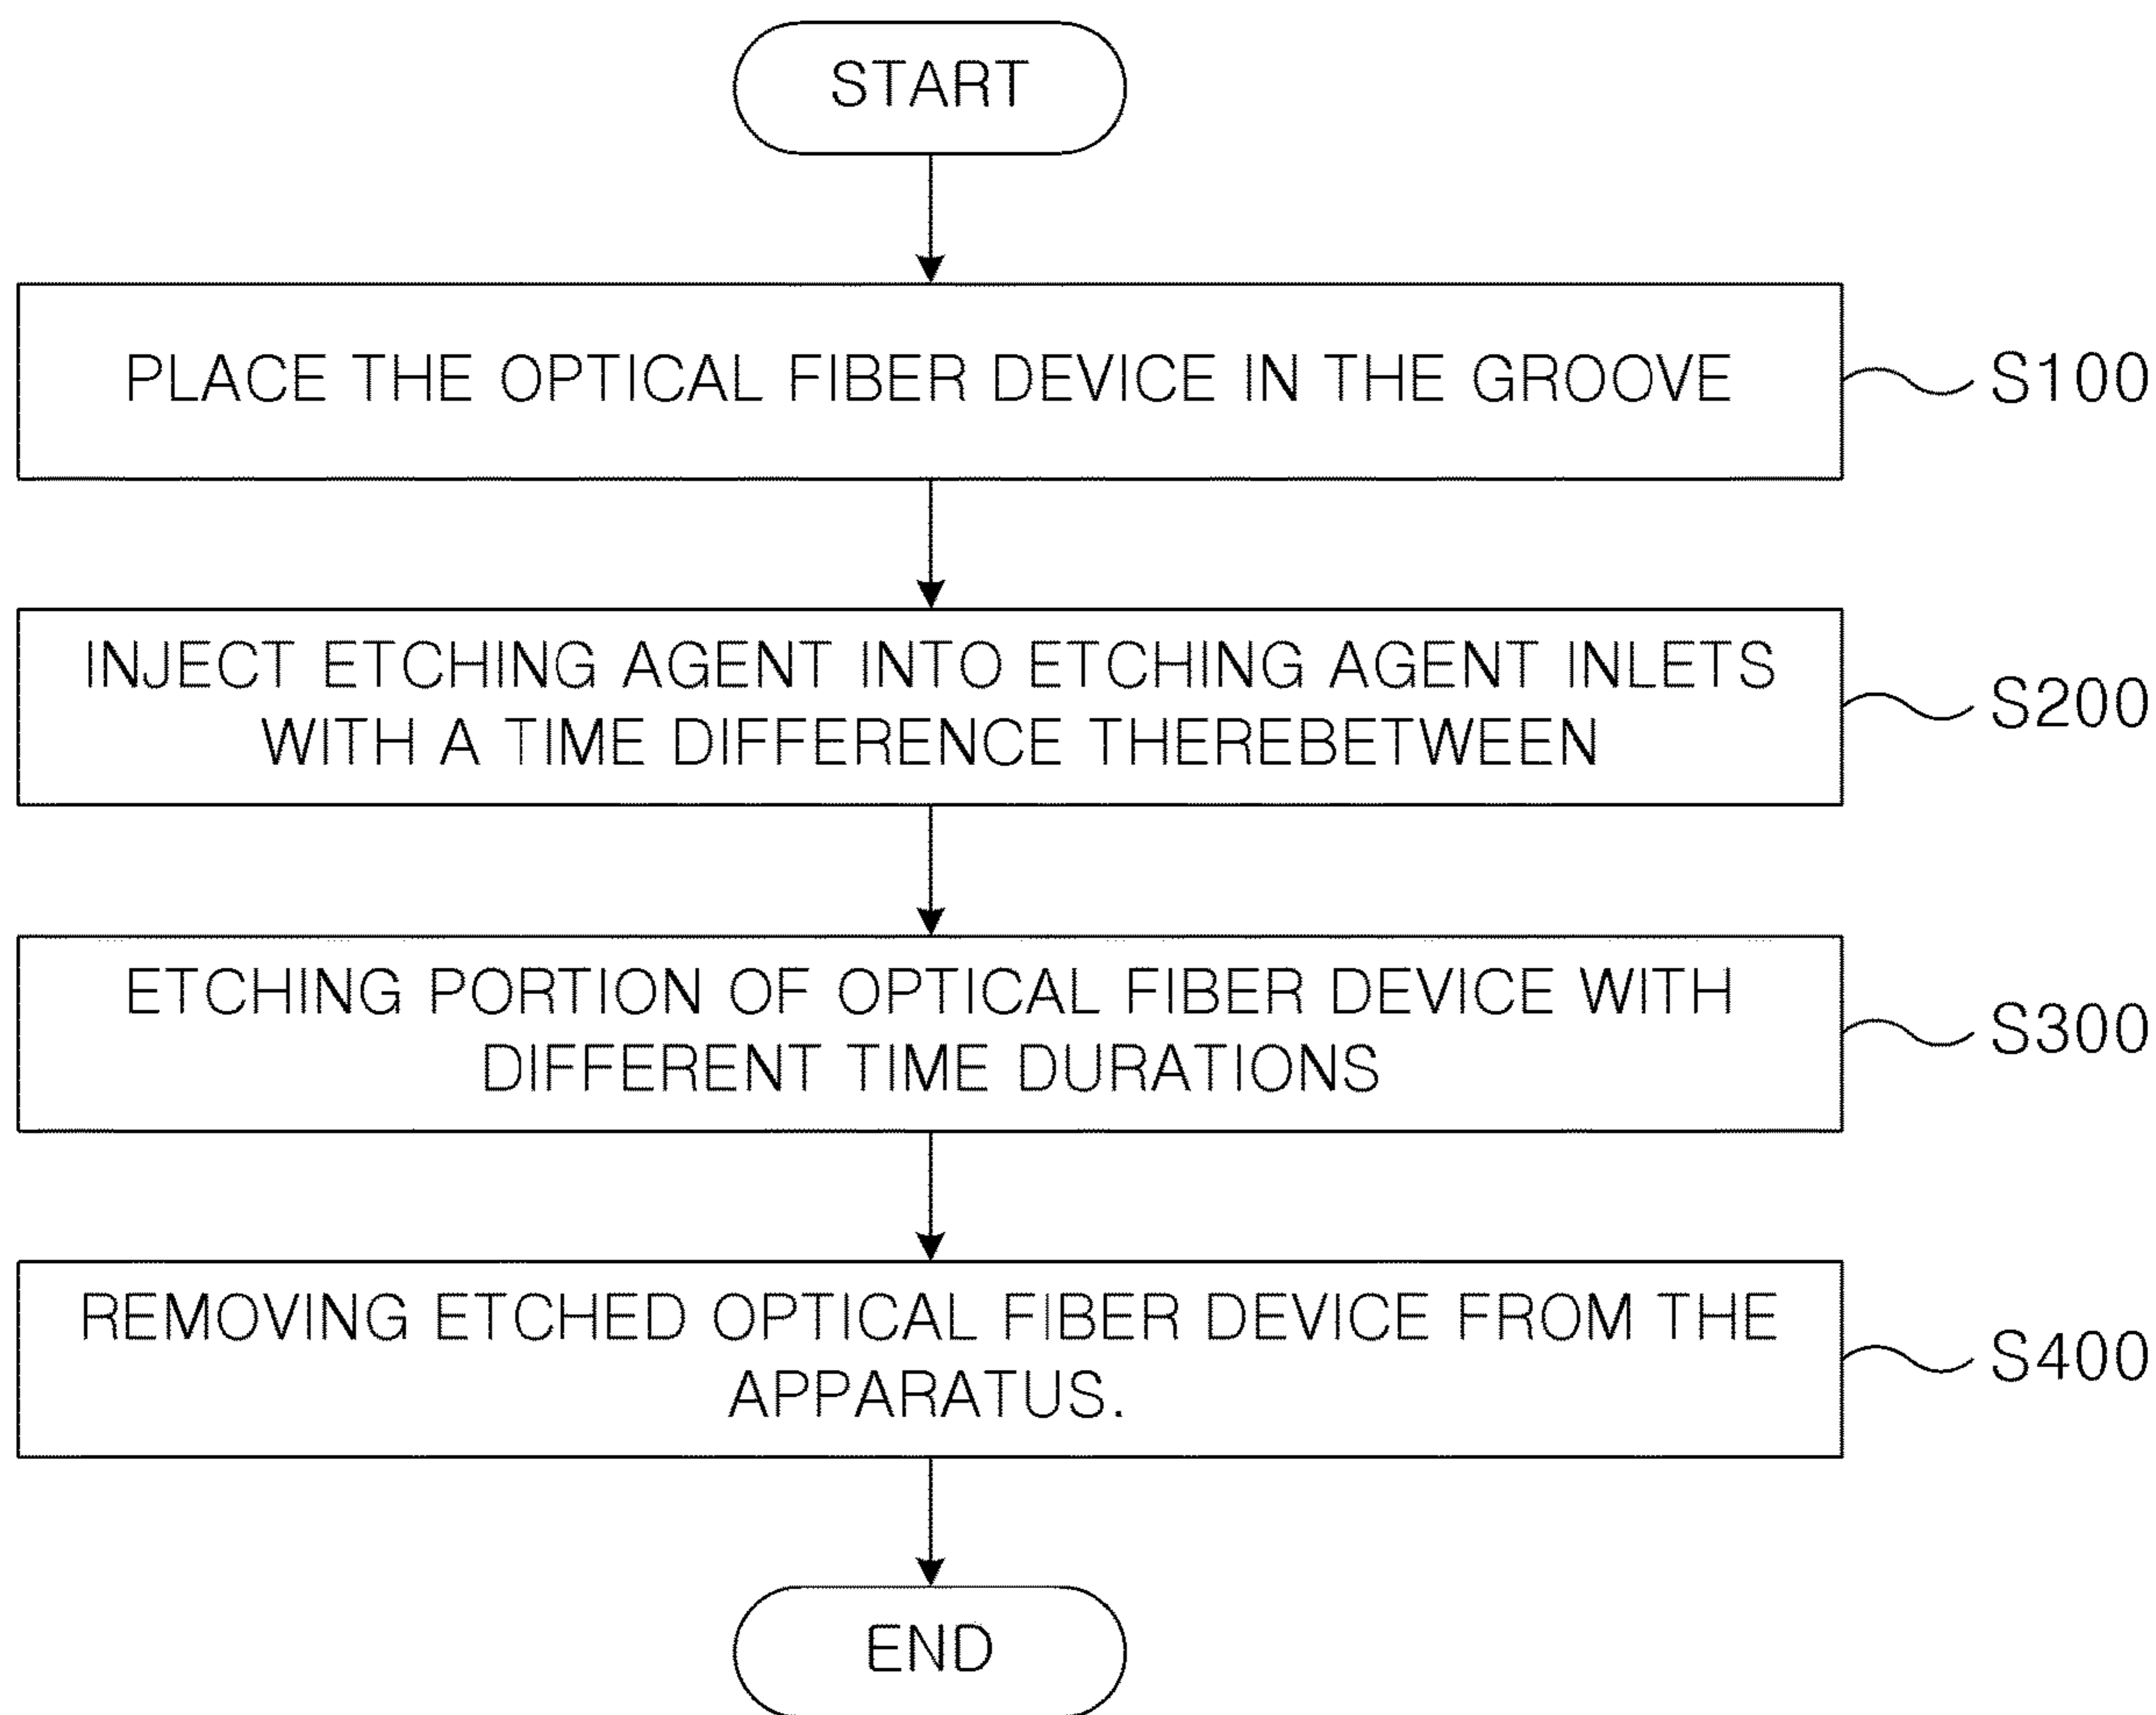 START
PLACE THE OPTICAL FIBER DEVICE IN THE GROOVE
S100
INJECT ETCHING AGENT INTO ETCHING AGENT INLETS
WITH A TIME DIFFERENCE THEREBETWEEN
S200
ETCHING PORTION OF OPTICAL FIBER DEVICE WITH
DIFFERENT TIME DURATIONS
S300
REMOVING ETCHED OPTICAL FIBER DEVICE FROM THE
APPARATUS.
S400
END